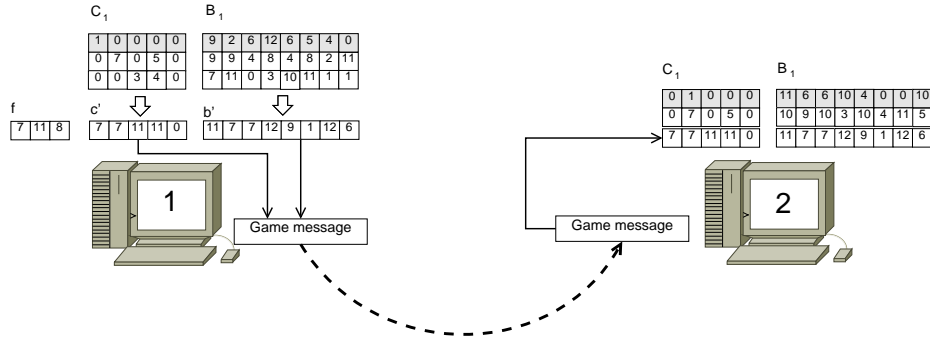 C1 B1
1 0 0 0 0 9 2 6 12 6 5 4 0
0 7 0 5 0 9 9 4 8 4 8 2 11
0 0 3 4 0 7 11 0 3 10 11 1 1
f c' b'
7 11 8 7 7 11 11 0 11 7 7 12 9 1 12 6
1
Game message
C1 B1
0 1 0 0 0 11 6 6 10 4 0 0 10
0 7 0 5 0 10 9 10 3 10 4 11 5
7 7 11 11 0 11 7 7 12 9 1 12 6
2
Game message